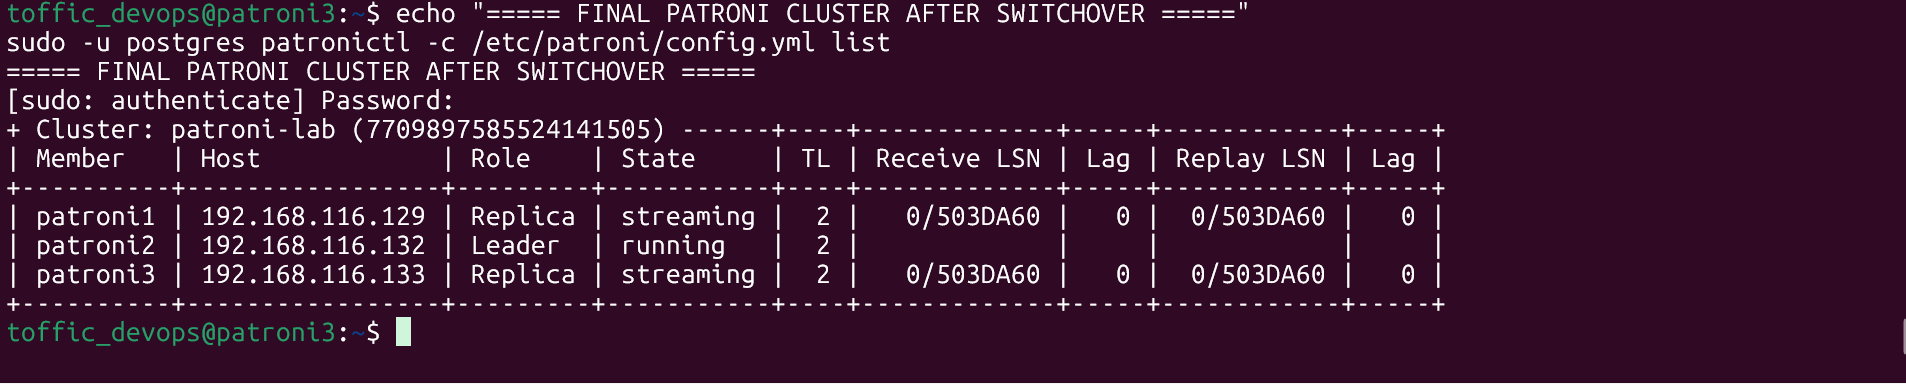 toffic_devops@patroni3:~$ echo "===== FINAL PATRONI CLUSTER AFTER SWITCHOVER ====="
sudo -u postgres patronictl -c /etc/patroni/config.yml list
===== FINAL PATRONI CLUSTER AFTER SWITCHOVER =====
[sudo: authenticate] Password:
+ Cluster: patroni-lab (7709897585524141505) ------+----+-------------+-----+------------+-----+
| Member   | Host            | Role    | State     | TL | Receive LSN | Lag | Replay LSN | Lag |
+----------+-----------------+---------+-----------+----+-------------+-----+------------+-----+
| patroni1 | 192.168.116.129 | Replica | streaming |  2 |   0/503DA60 |   0 |  0/503DA60 |   0 |
| patroni2 | 192.168.116.132 | Leader  | running   |  2 |             |     |            |     |
| patroni3 | 192.168.116.133 | Replica | streaming |  2 |   0/503DA60 |   0 |  0/503DA60 |   0 |
+----------+-----------------+---------+-----------+----+-------------+-----+------------+-----+
toffic_devops@patroni3:~$